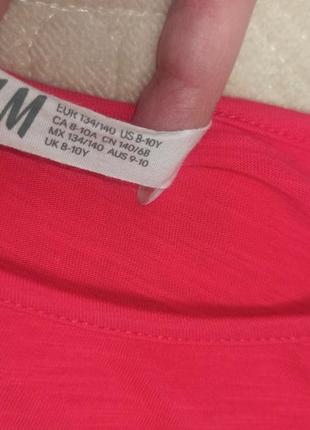 M
EUR 134/140 US 8-10Y
CA 8-10A CN 140/68
MX 134/140 AUS 9-10
UK 8-10Y